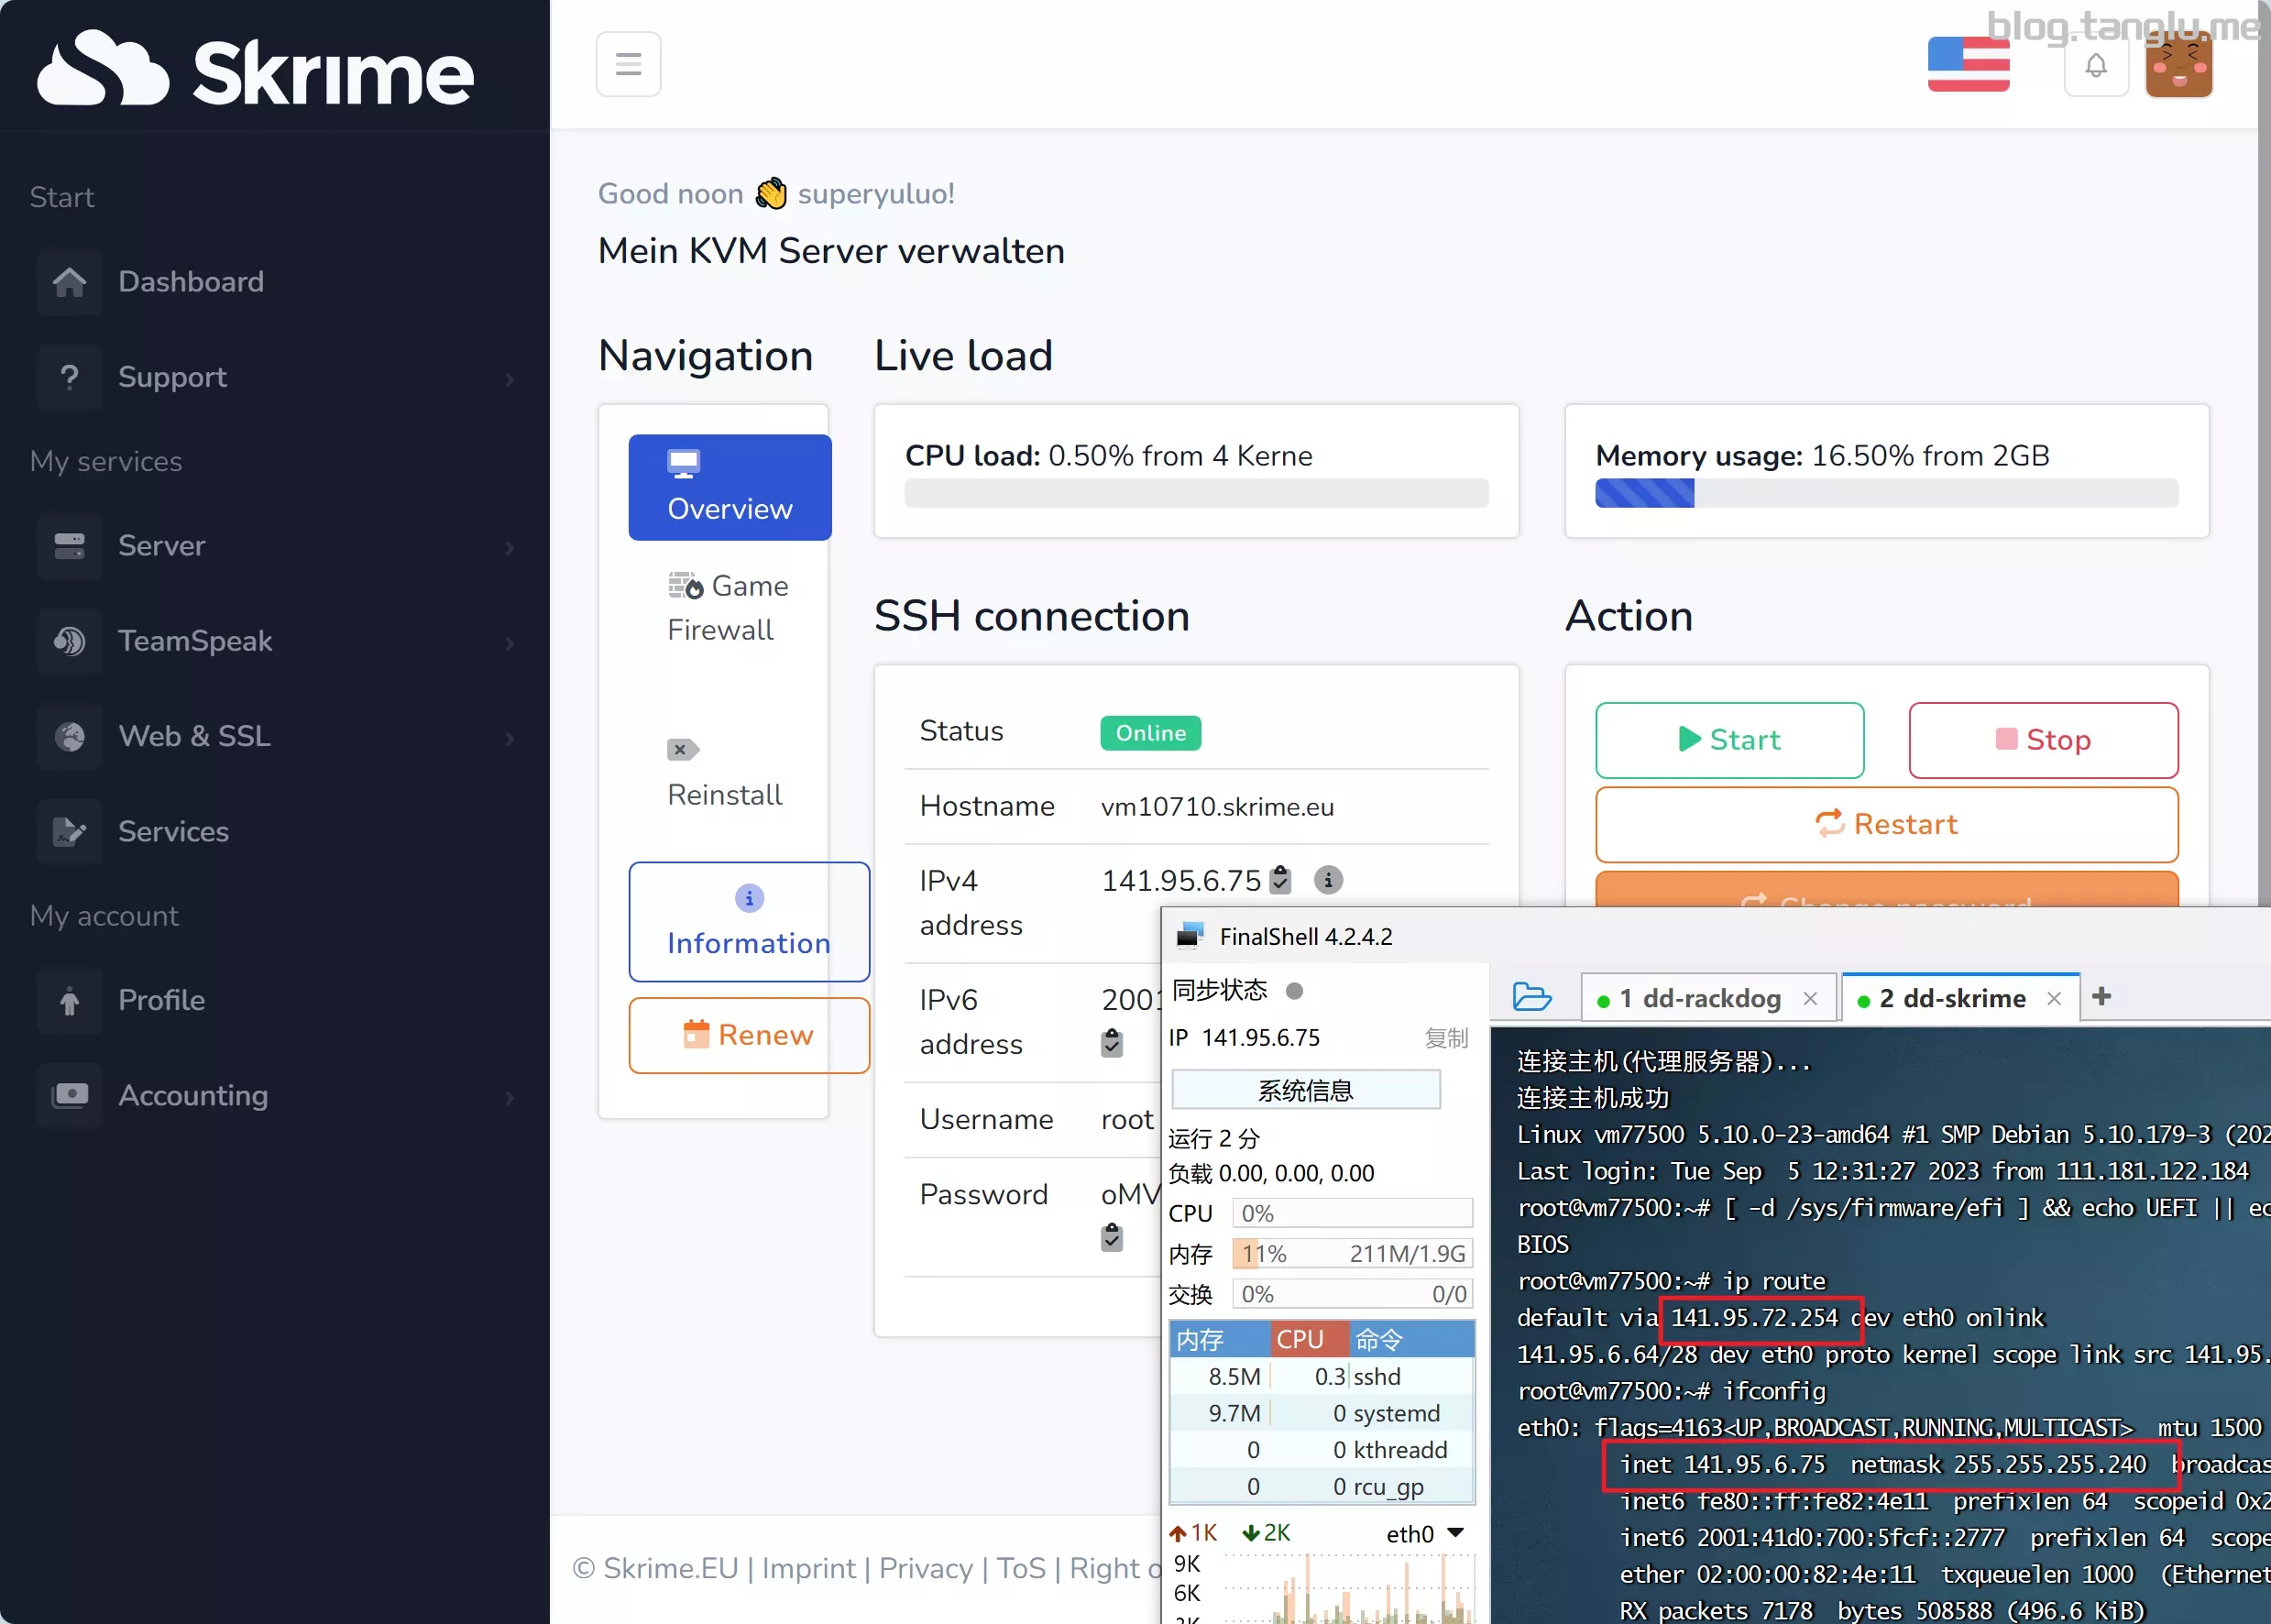 blog.tanglu.me
Skrime
Start
Dashboard
Support
My services
Server
TeamSpeak
Web & SSL
Services
My account
Profile
Accounting
Good noon 👋 superyuluo!
Mein KVM Server verwalten
Navigation
Overview
Game
Firewall
Reinstall
Information
Renew
Live load
CPU load: 0.50% from 4 Kerne
Memory usage: 16.50% from 2GB
SSH connection
Status Online
Hostname vm10710.skrime.eu
IPv4 address 141.95.6.75
IPv6 address 2001
Username root
Password oMV
Action
Start
Stop
Restart
Change password
© Skrime.EU | Imprint | Privacy | ToS | Right o
FinalShell 4.2.4.2
同步状态
IP 141.95.6.75 复制
系统信息
运行 2 分
负载 0.00, 0.00, 0.00
CPU 0%
内存 11% 211M/1.9G
交换 0% 0/0
内存 CPU 命令
8.5M 0.3 sshd
9.7M 0 systemd
0 0 kthreadd
0 0 rcu_gp
1K 2K eth0
9K
6K
1 dd-rackdog
2 dd-skrime
连接主机(代理服务器)...
连接主机成功
Linux vm77500 5.10.0-23-amd64 #1 SMP Debian 5.10.179-3 (202
Last login: Tue Sep  5 12:31:27 2023 from 111.181.122.184
root@vm77500:~# [ -d /sys/firmware/efi ] && echo UEFI || ec
BIOS
root@vm77500:~# ip route
default via 141.95.72.254 dev eth0 onlink
141.95.6.64/28 dev eth0 proto kernel scope link src 141.95.
root@vm77500:~# ifconfig
eth0: flags=4163<UP,BROADCAST,RUNNING,MULTICAST>  mtu 1500
inet 141.95.6.75  netmask 255.255.255.240  broadcas
inet6 fe80::ff:fe82:4e11  prefixlen 64  scopeid 0x2
inet6 2001:41d0:700:5fcf::2777  prefixlen 64  scope
ether 02:00:00:82:4e:11  txqueuelen 1000  (Ethernet
RX packets 7178  bytes 508588 (496.6 KiB)